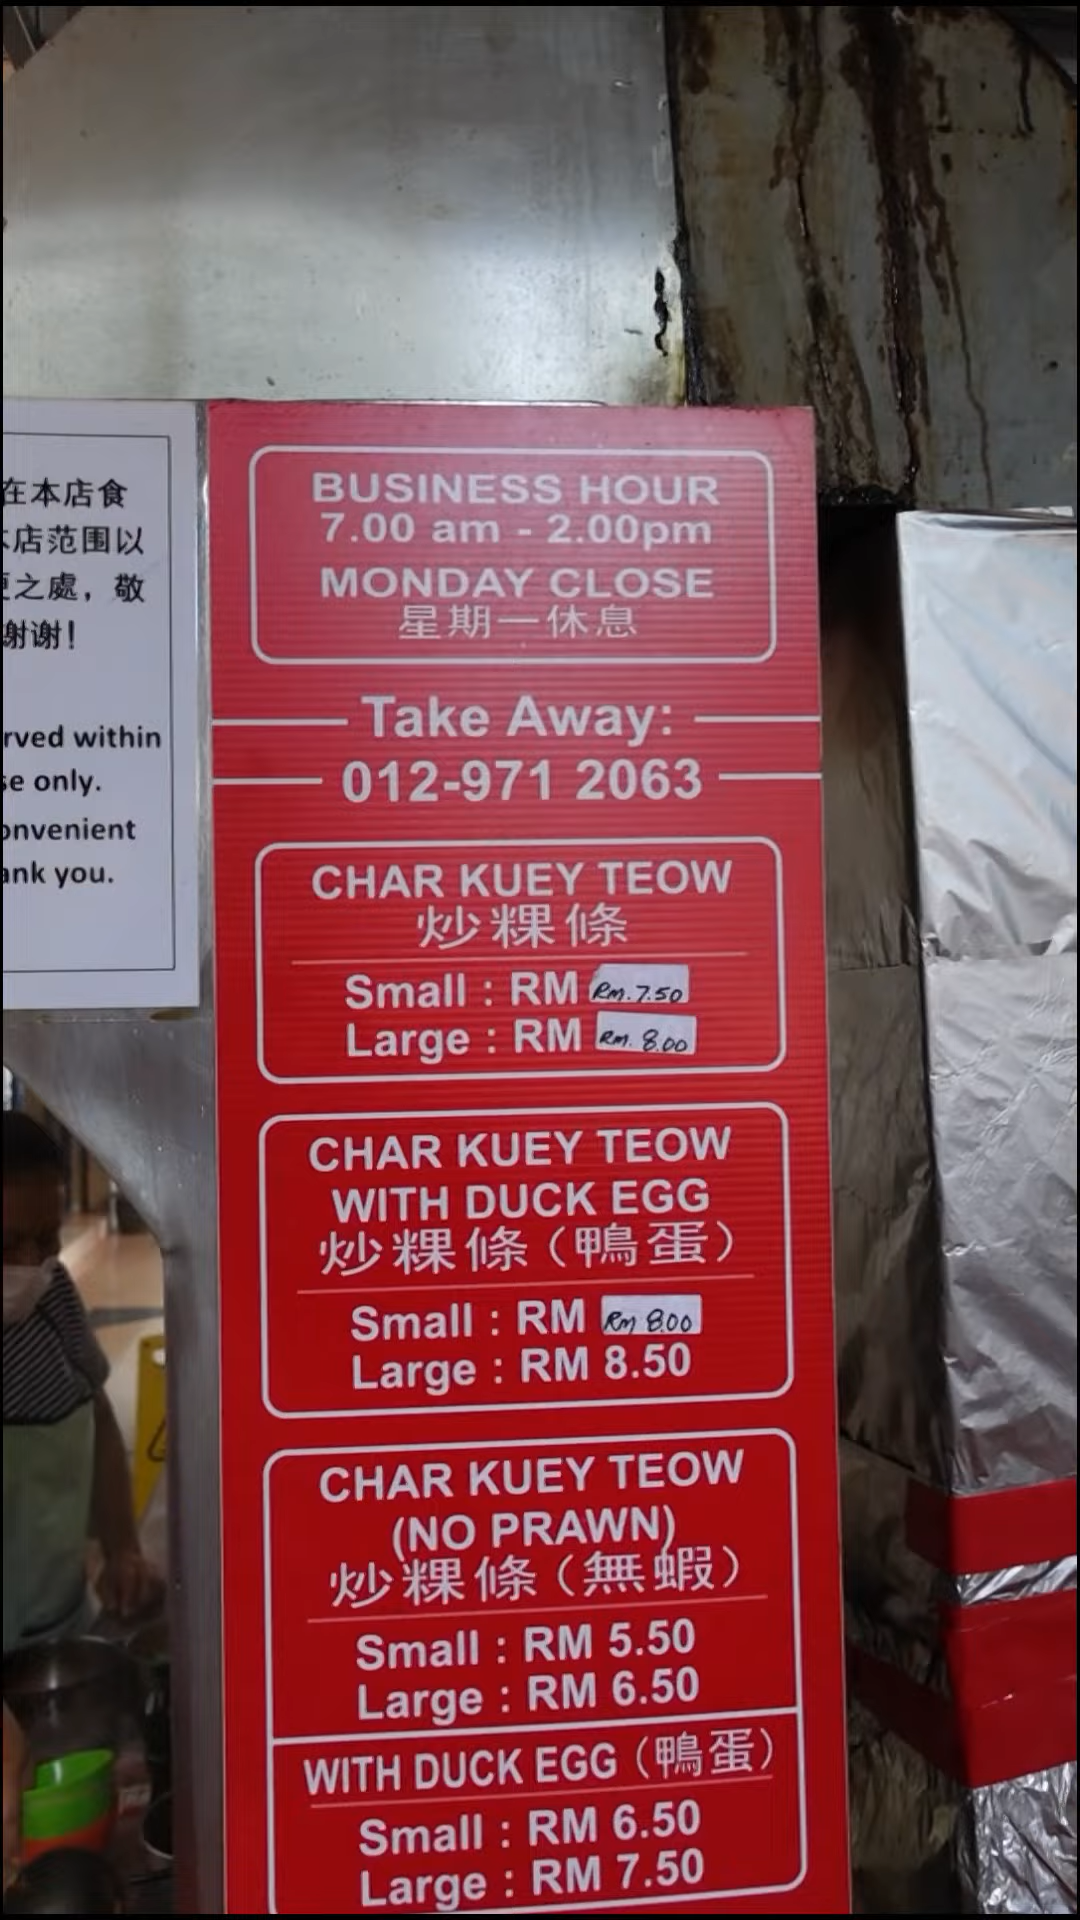 在本店食
本店范围以
之處，敬
谢谢!
rved within
se only.
onvenient
ank you.
BUSINESS HOUR
7.00 am - 2.00pm
MONDAY CLOSE
星期一休息
Take Away:
012-971 2063
CHAR KUEY TEOW
炒粿條
Small : RM RM.7.50
Large : RM RM. 8.00
CHAR KUEY TEOW
WITH DUCK EGG
炒粿條（鴨蛋）
Small : RM RM 8.00
Large : RM 8.50
CHAR KUEY TEOW
(NO PRAWN)
炒粿條（無蝦）
Small : RM 5.50
Large : RM 6.50
WITH DUCK EGG（鴨蛋）
Small : RM 6.50
Large : RM 7.50